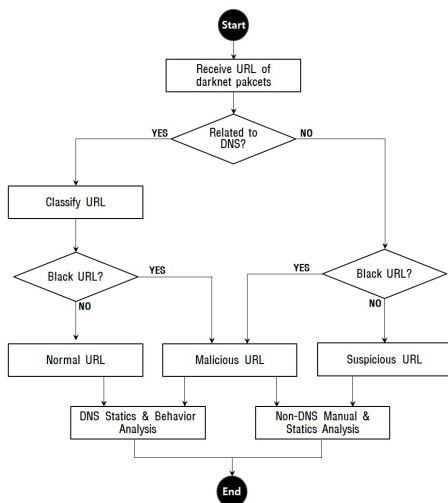 Start
Receive URL of
darknet pakcets
Related to
DNS?
YES
NO
Classify URL
Black URL?
YES
NO
Black URL?
YES
NO
Normal URL
Malicious URL
Suspicious URL
DNS Statics & Behavior
Analysis
Non-DNS Manual &
Statics Analysis
End